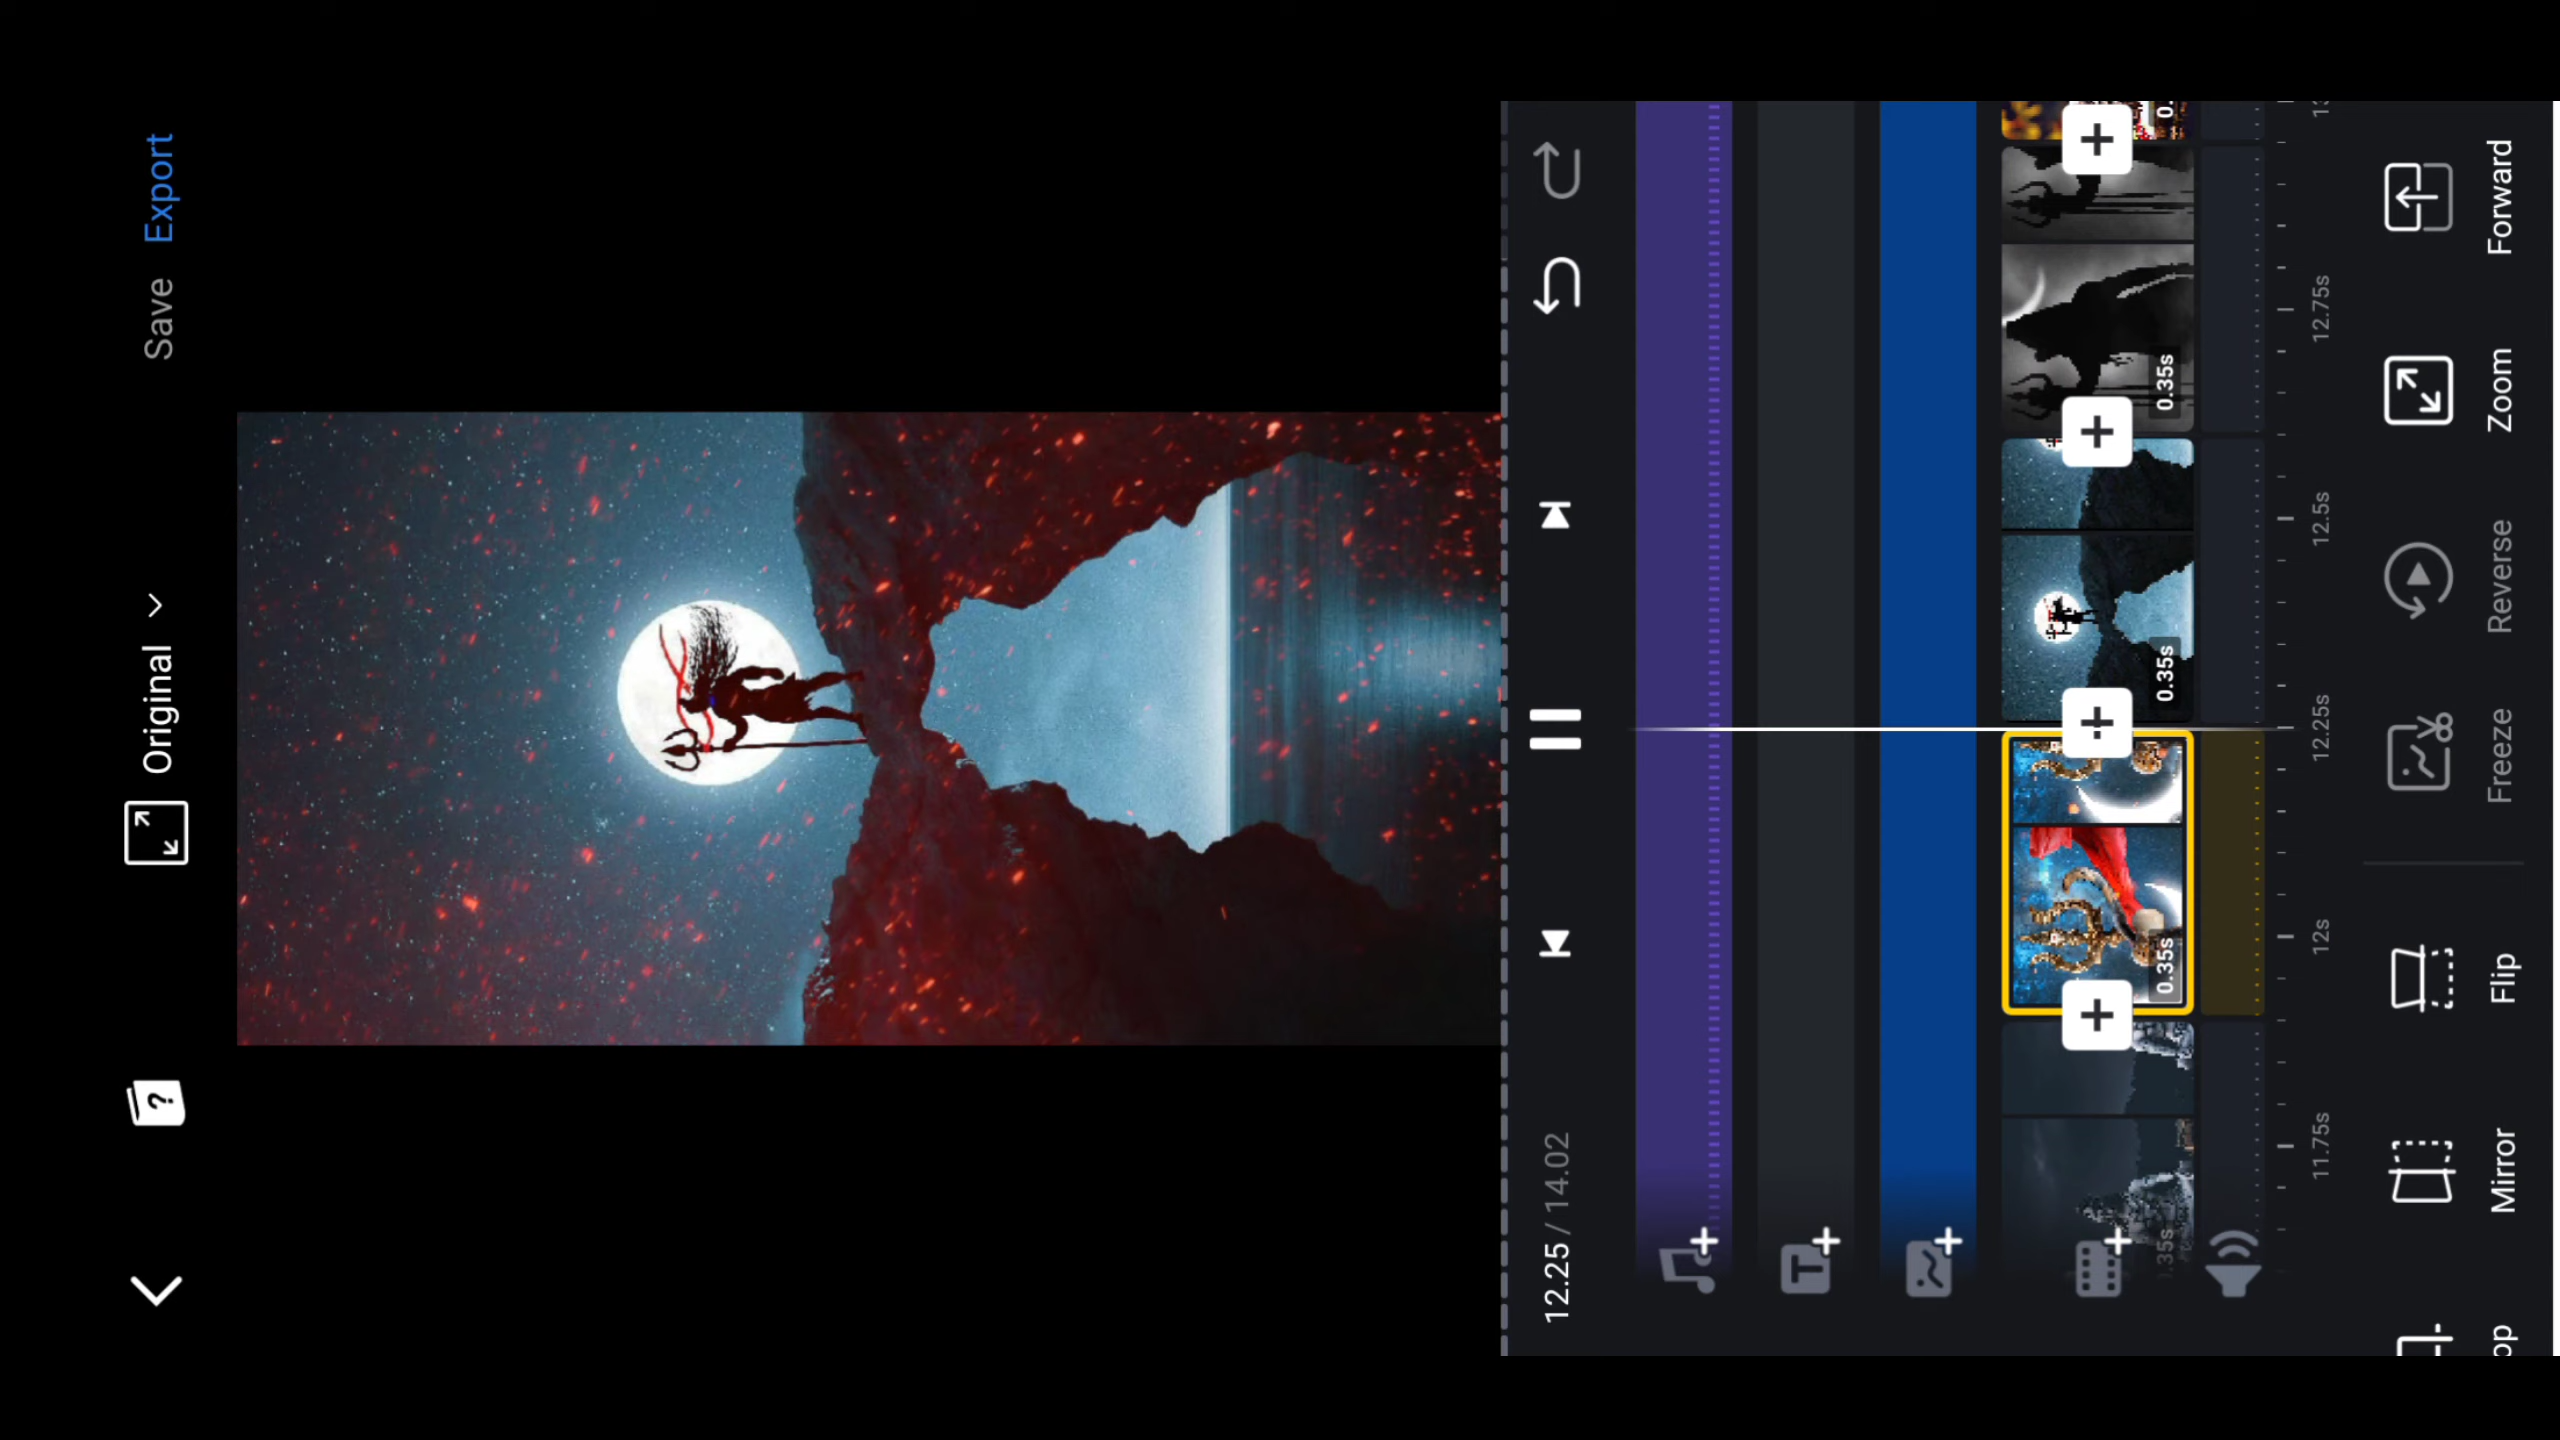 Original
Save
Export
12.25 / 14.02
0.35s
0.35s
0.35s
0.
11.75s
12s
12.25s
12.5s
12.75s
Mirror
Flip
Freeze
Reverse
Zoom
Forward